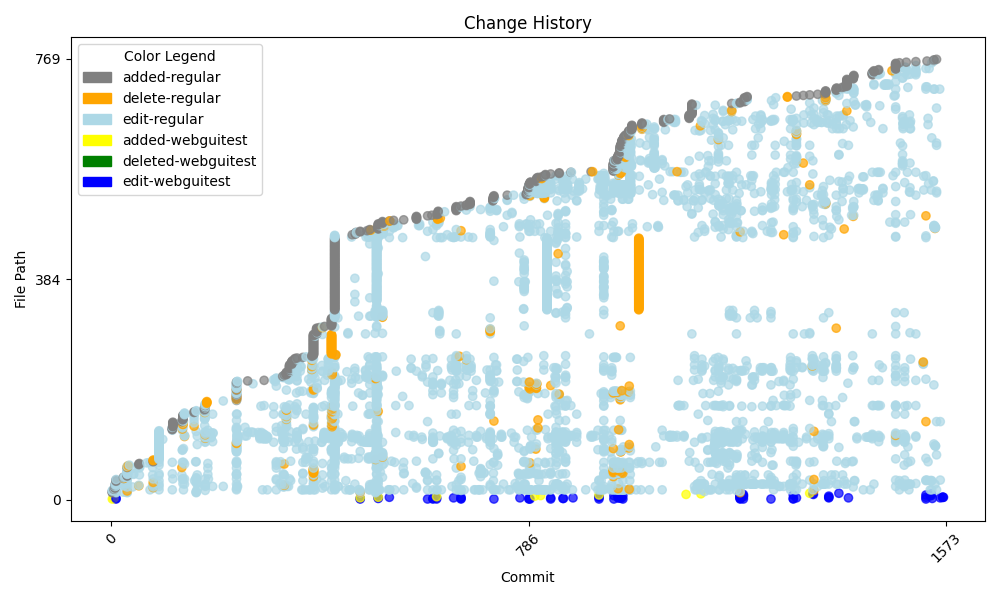 Change History
Color Legend
added-regular
delete-regular
edit-regular
added-webguitest
deleted-webguitest
edit-webguitest
File Path
769
384
0
0
786
1573
Commit